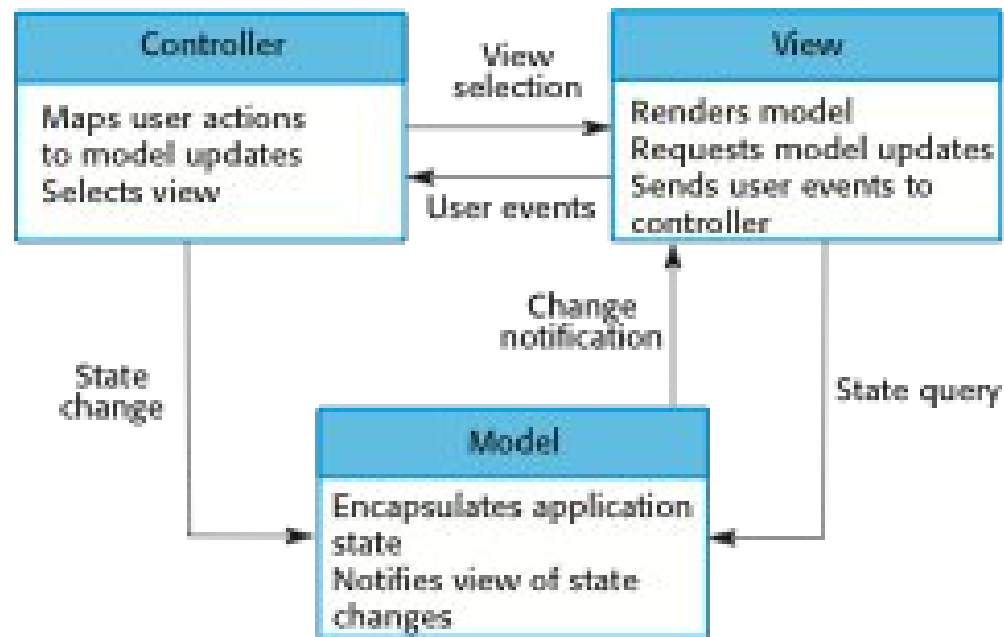 Controller
Maps user actions
to model updates
Selects view
View
selection
User events
View
Renders model
Requests model updates
Sends user events to
controller
State
change
Change
notification
State query
Model
Encapsulates application
state
Notifies view of state
changes